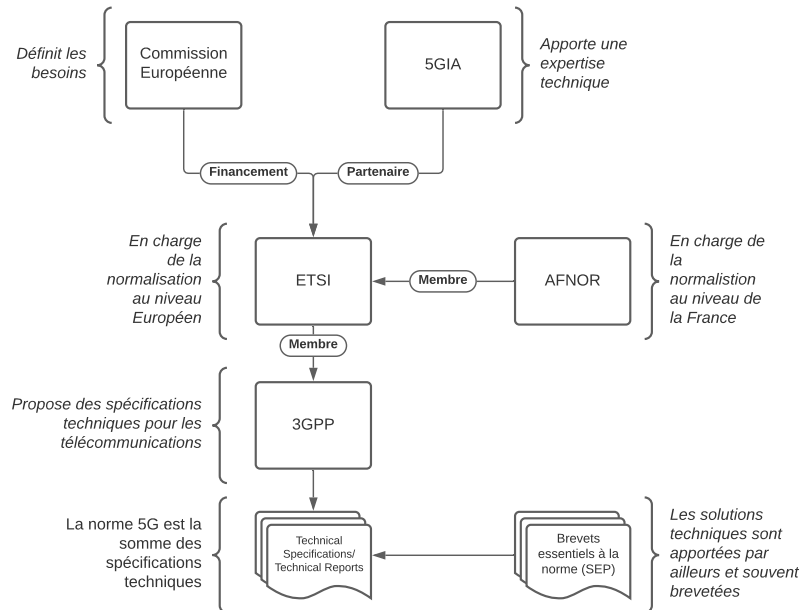 Définit les
besoins
Commission
Européenne
5GIA
Apporte une
expertise
technique
Financement
Partenaire
En charge
de la
normalisation
au niveau
Européen
ETSI
Membre
AFNOR
En charge de
la
normalistion
au niveau de
la France
Membre
Propose des spécifications
techniques pour les
télécommunications
3GPP
La norme 5G est la
somme des
spécifications
techniques
Technical
Specifications/
Technical Reports
Brevets
essentiels à la
norme (SEP)
Les solutions
techniques sont
apportées par
ailleurs et souvent
brevetées